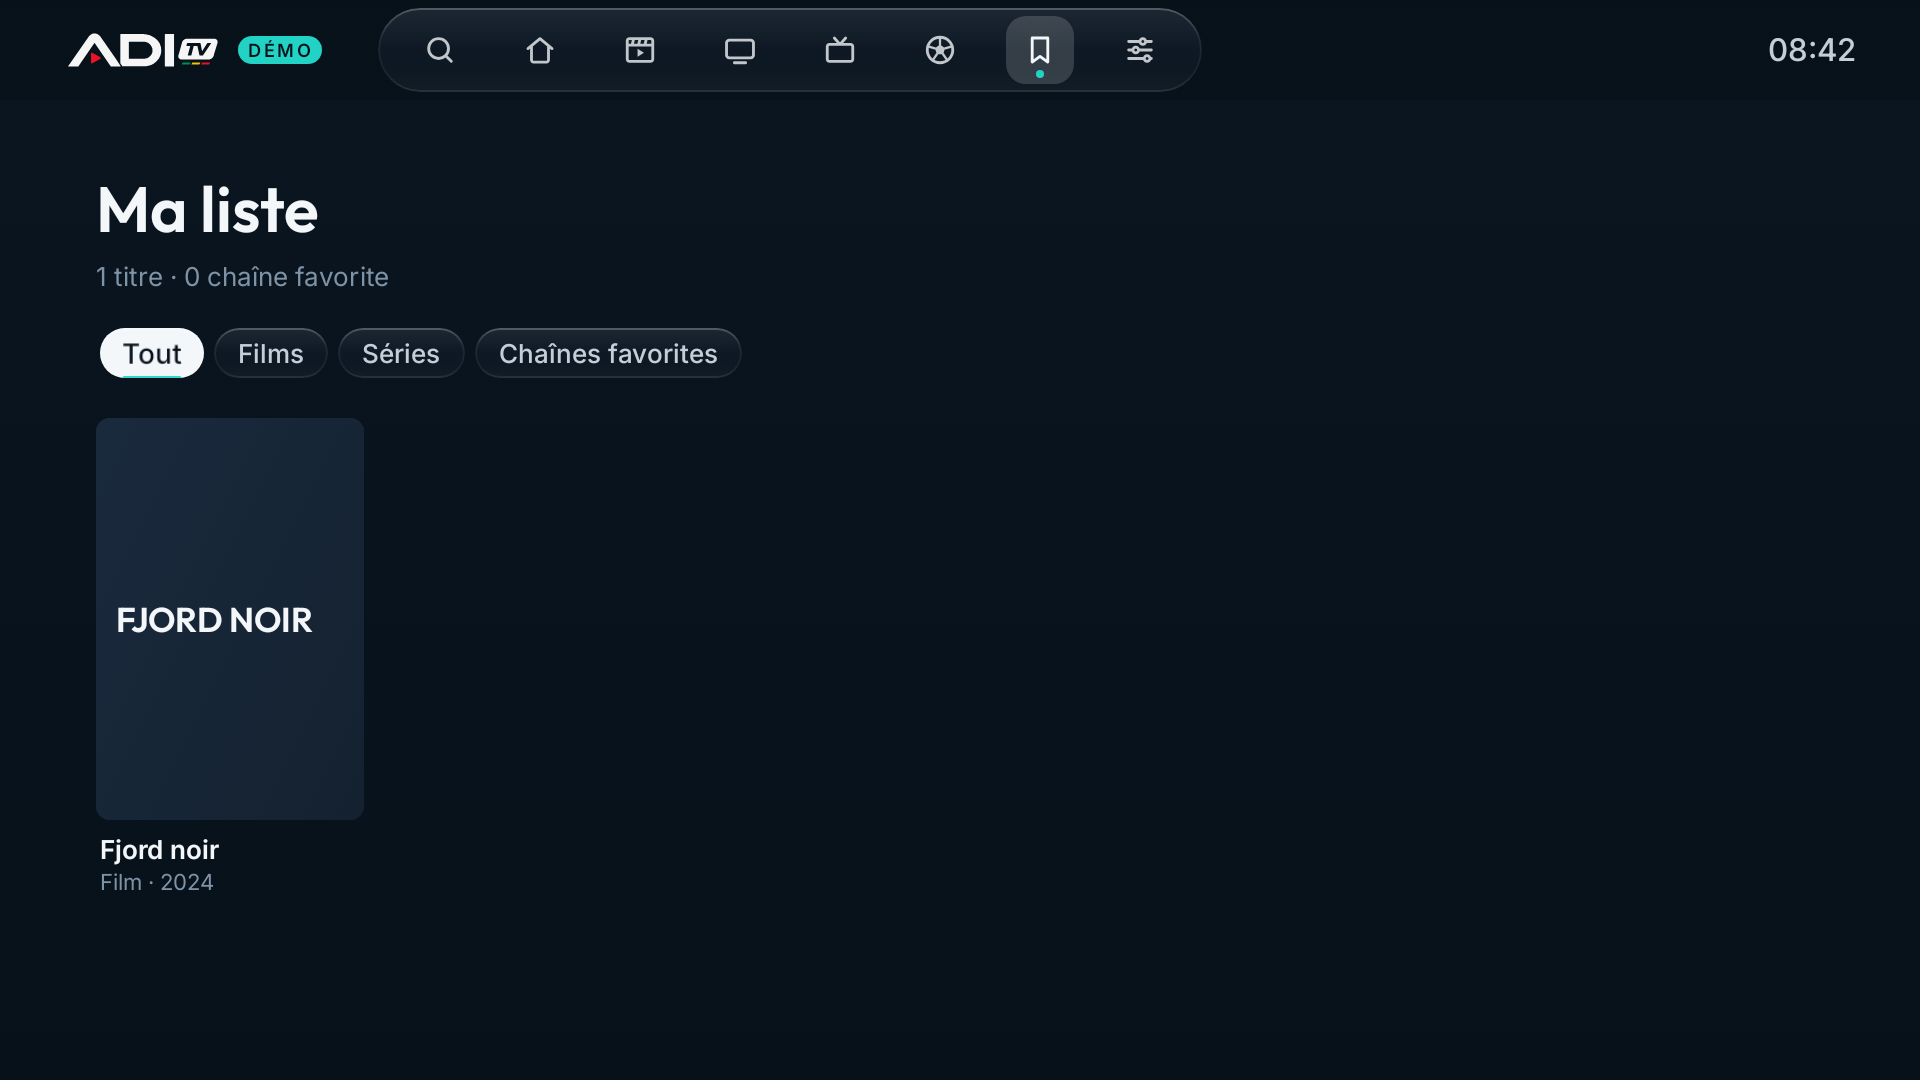 ADI TV DÉMO
08:42
Ma liste
1 titre · 0 chaîne favorite
Tout Films Séries Chaînes favorites
FJORD NOIR
Fjord noir
Film · 2024